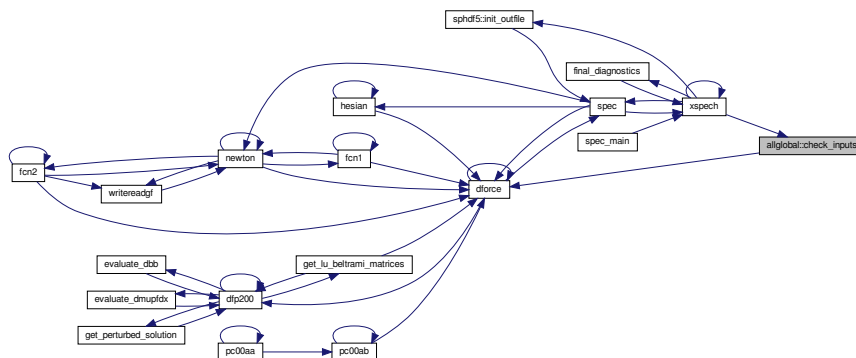 sphdf5::init_outfile
final_diagnostics
hesian
spec
xspech
spec_main
allglobal::check_inputs
newton
fcn1
fcn2
writereadgf
dforce
evaluate_dbb
get_lu_beltrami_matrices
evaluate_dmupfdx
dfp200
get_perturbed_solution
pc00aa
pc00ab